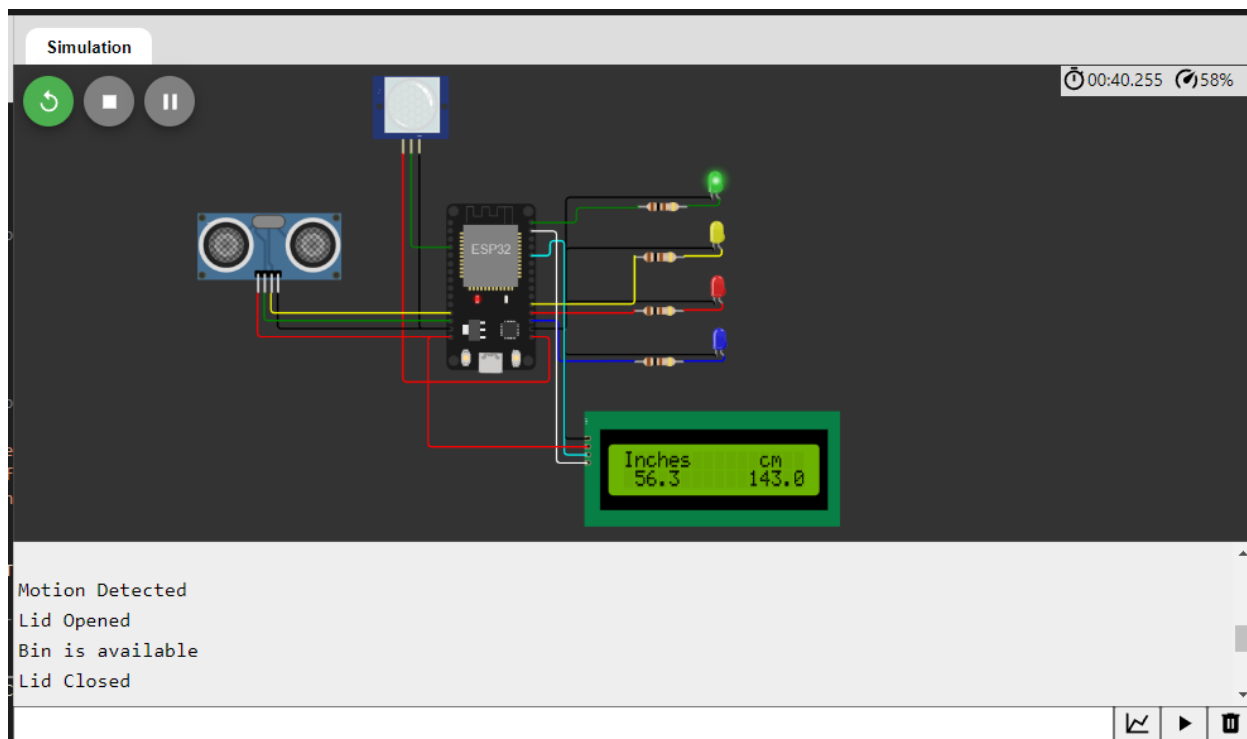 Simulation
00:40.255 58%
ESP32
Inches cm
56.3 143.0
Motion Detected
Lid Opened
Bin is available
Lid Closed